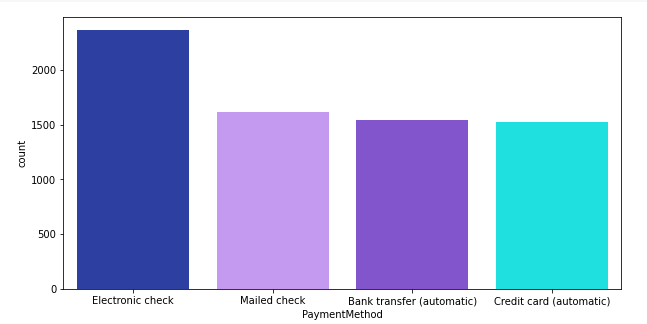 2000
1500
1000
500
0
count
Electronic check Mailed check Bank transfer (automatic) Credit card (automatic)
PaymentMethod